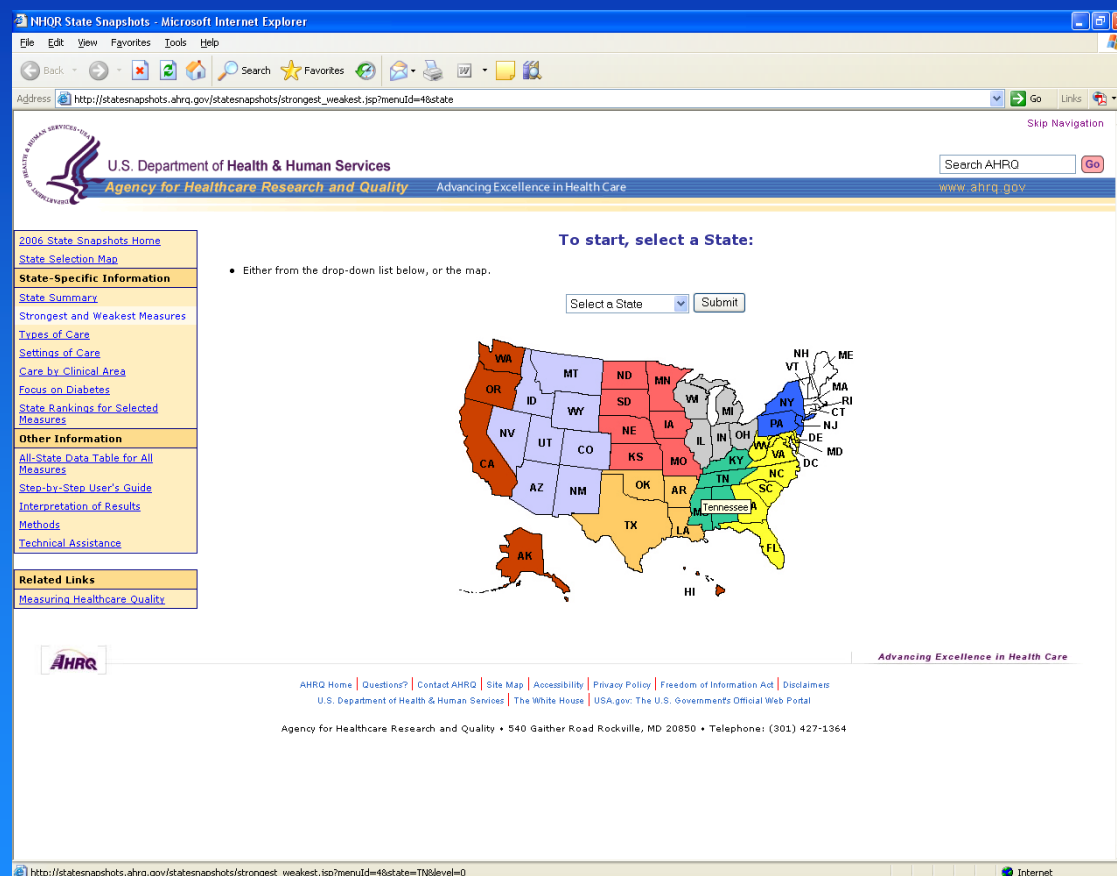 NHQR State Snapshots - Microsoft Internet Explorer
File Edit View Favorites Tools Help
Back Search Favorites
Address http://statesnapshots.ahrq.gov/statesnapshots/strongest_weakest.jsp?menuId=4&state Go Links
Skip Navigation
DEPARTMENT OF HEALTH & HUMAN SERVICES • USA
U.S. Department of Health & Human Services
Search AHRQ Go
Agency for Healthcare Research and Quality Advancing Excellence in Health Care www.ahrq.gov
2006 State Snapshots Home
State Selection Map
State-Specific Information
State Summary
Strongest and Weakest Measures
Types of Care
Settings of Care
Care by Clinical Area
Focus on Diabetes
State Rankings for Selected
Measures
Other Information
All-State Data Table for All
Measures
Step-by-Step User's Guide
Interpretation of Results
Methods
Technical Assistance
Related Links
Measuring Healthcare Quality
To start, select a State:
• Either from the drop-down list below, or the map.
Select a State Submit
WA MT ND MN NH ME
VT
OR ID SD WI MI MA
WY NY RI
CT
NV NE IA PA NJ
UT IL IN OH DE
CO WV VA MD
CA KS MO KY DC
AZ NM OK AR TN NC
SC
Tennessee
TX LA
FL
AK
HI
AHRQ
Advancing Excellence in Health Care
AHRQ Home | Questions? | Contact AHRQ | Site Map | Accessibility | Privacy Policy | Freedom of Information Act | Disclaimers
U.S. Department of Health & Human Services | The White House | USA.gov: The U.S. Government's Official Web Portal
Agency for Healthcare Research and Quality • 540 Gaither Road Rockville, MD 20850 • Telephone: (301) 427-1364
http://statesnapshots.ahrq.gov/statesnapshots/strongest_weakest.jsp?menuId=4&state=TN&level=0 Internet